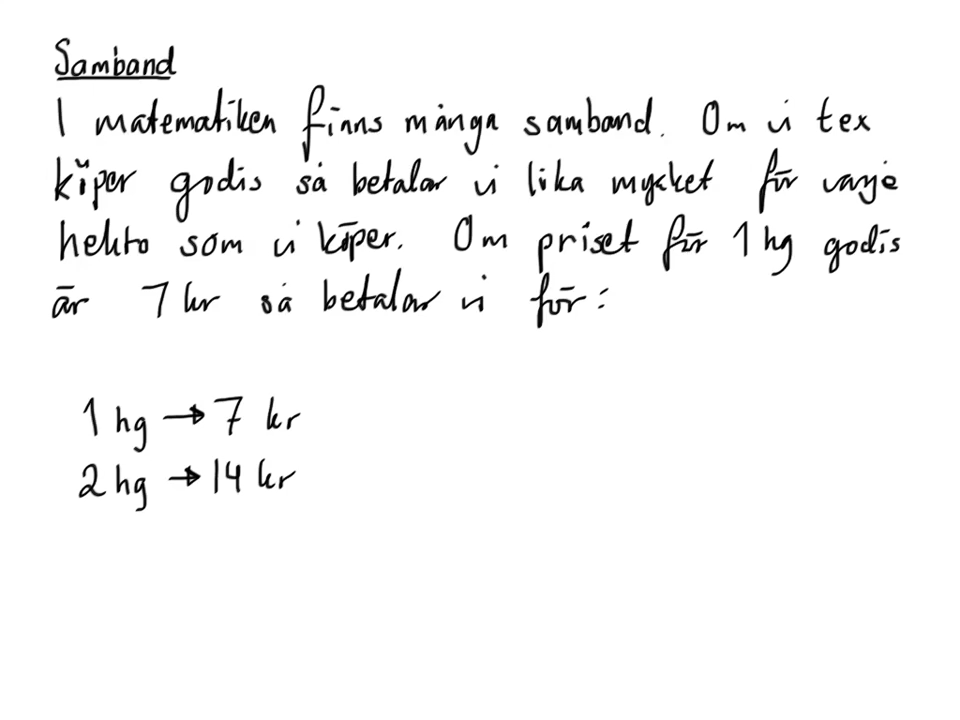 Samband
I matematiken finns många samband. Om vi tex
köper godis så betalar vi lika mycket för varje
hekto som vi köper. Om priset för 1 hg godis
är 7 kr så betalar vi för:
1 hg → 7 kr
2 hg → 14 kr